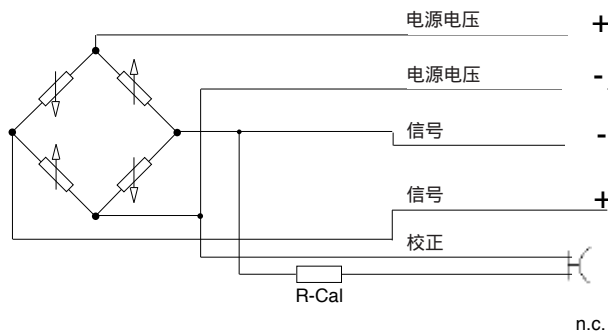 电源电压 +
电源电压 -
信号 -
信号 +
校正
R-Cal
n.c.